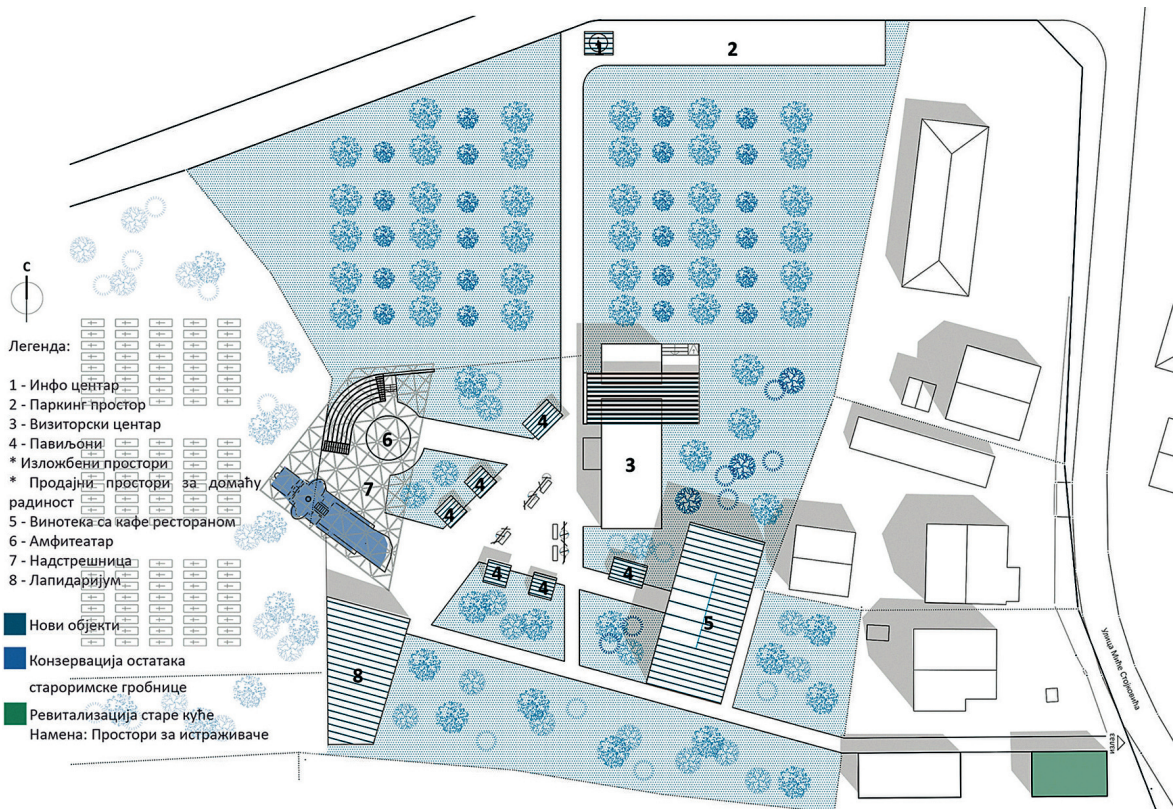 1
2
С
Легенда:
1 - Инфо центар
2 - Паркинг простор
3 - Визиторски центар
4 - Павиљони
* Изложбени простори
* Продајни простори за домаћу
радиност
5 - Винотека са кафе рестораном
6 - Амфитеатар
7 - Надстрешница
8 - Лапидаријум
Нови објекти
Конзервација остатака
староримске гробнице
Ревитализација старе куће
Намена: Простори за истраживаче
4
6
3
7
4
4
4
4
4
5
8
Улица Миће Стојковића
излаз